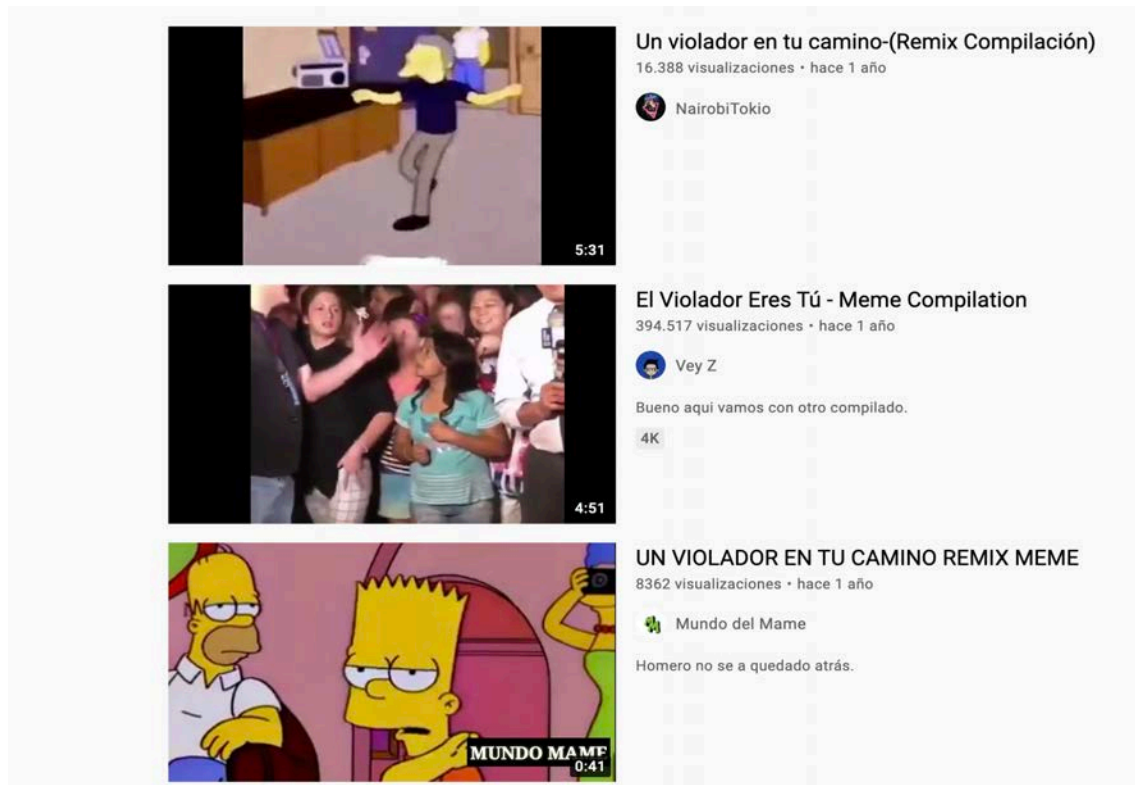 Un violador en tu camino-(Remix Compilación)
16.388 visualizaciones • hace 1 año
NairobiTokio
5:31
El Violador Eres Tú - Meme Compilation
394.517 visualizaciones • hace 1 año
Vey Z
Bueno aqui vamos con otro compilado.
4K
4:51
UN VIOLADOR EN TU CAMINO REMIX MEME
8362 visualizaciones • hace 1 año
Mundo del Mame
Homero no se a quedado atrás.
MUNDO MAME
0:41